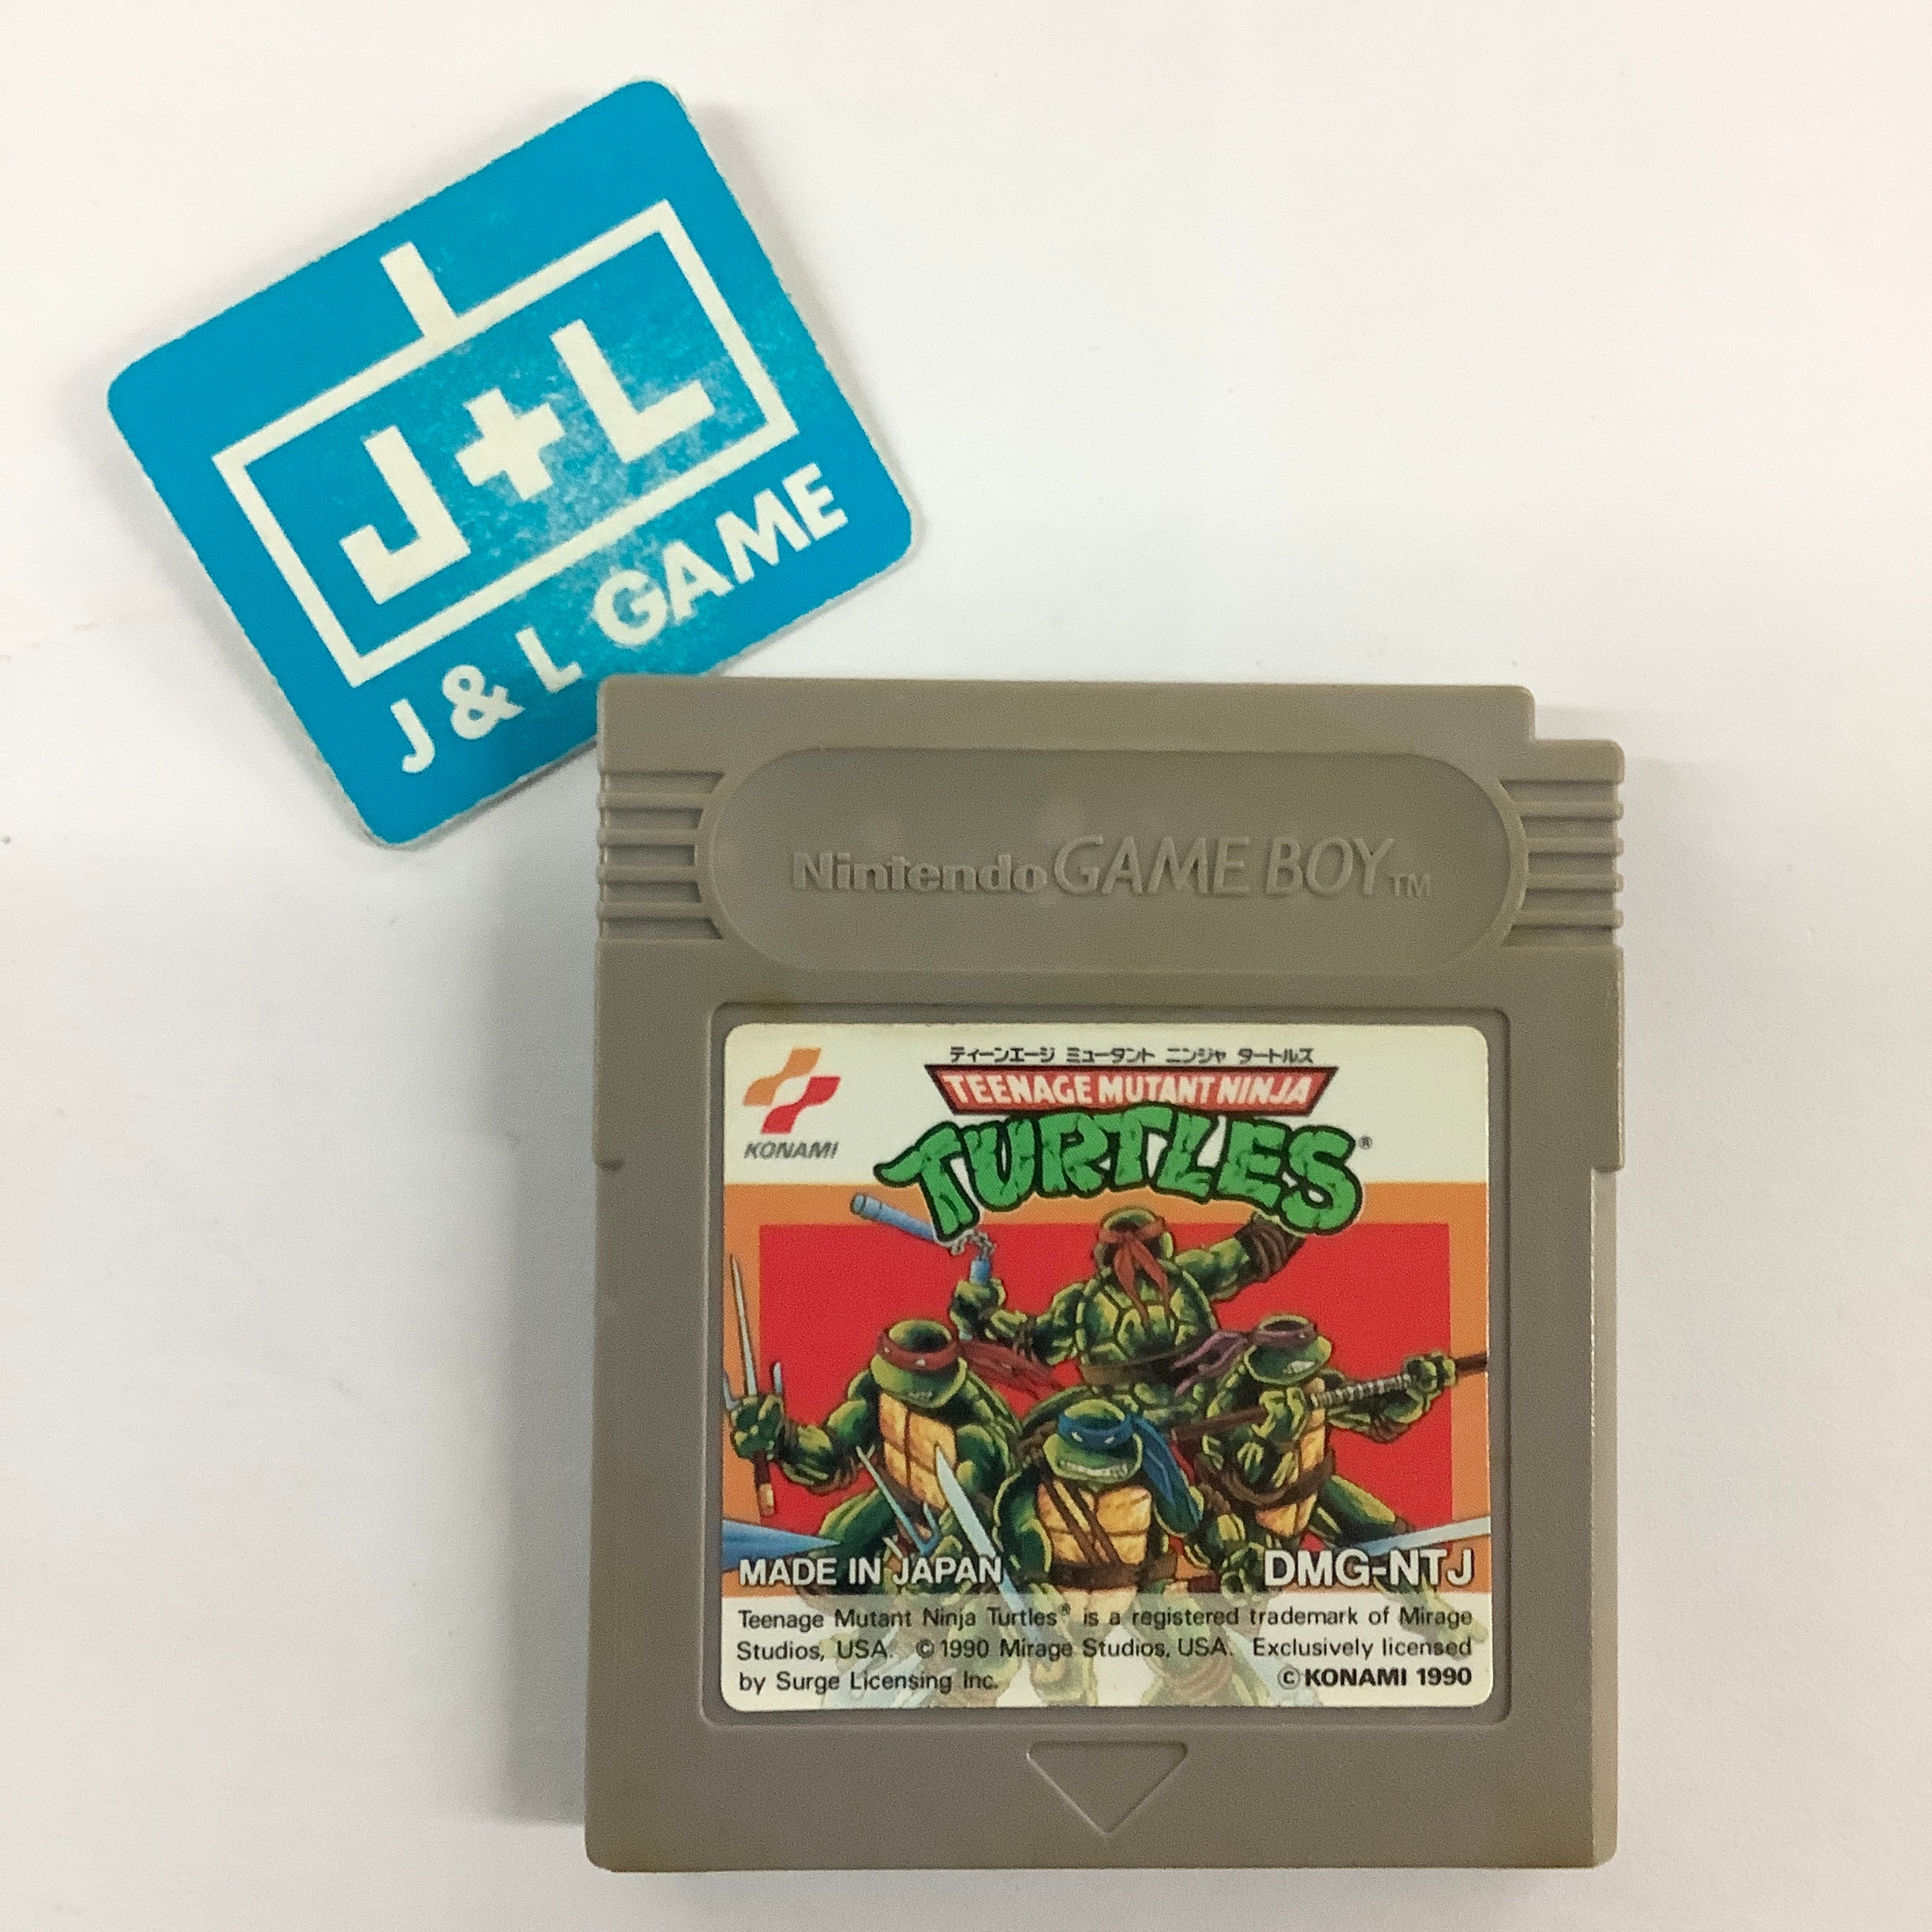 J+L
J & L GAME
Nintendo GAME BOY TM
ティーンエージ ミュータント ニンジャ タートルズ
TEENAGE MUTANT NINJA
TURTLES®
KONAMI
MADE IN JAPAN
DMG-NTJ
Teenage Mutant Ninja Turtles® is a registered trademark of Mirage
Studios, USA. © 1990 Mirage Studios, USA. Exclusively licensed
by Surge Licensing Inc.
© KONAMI 1990